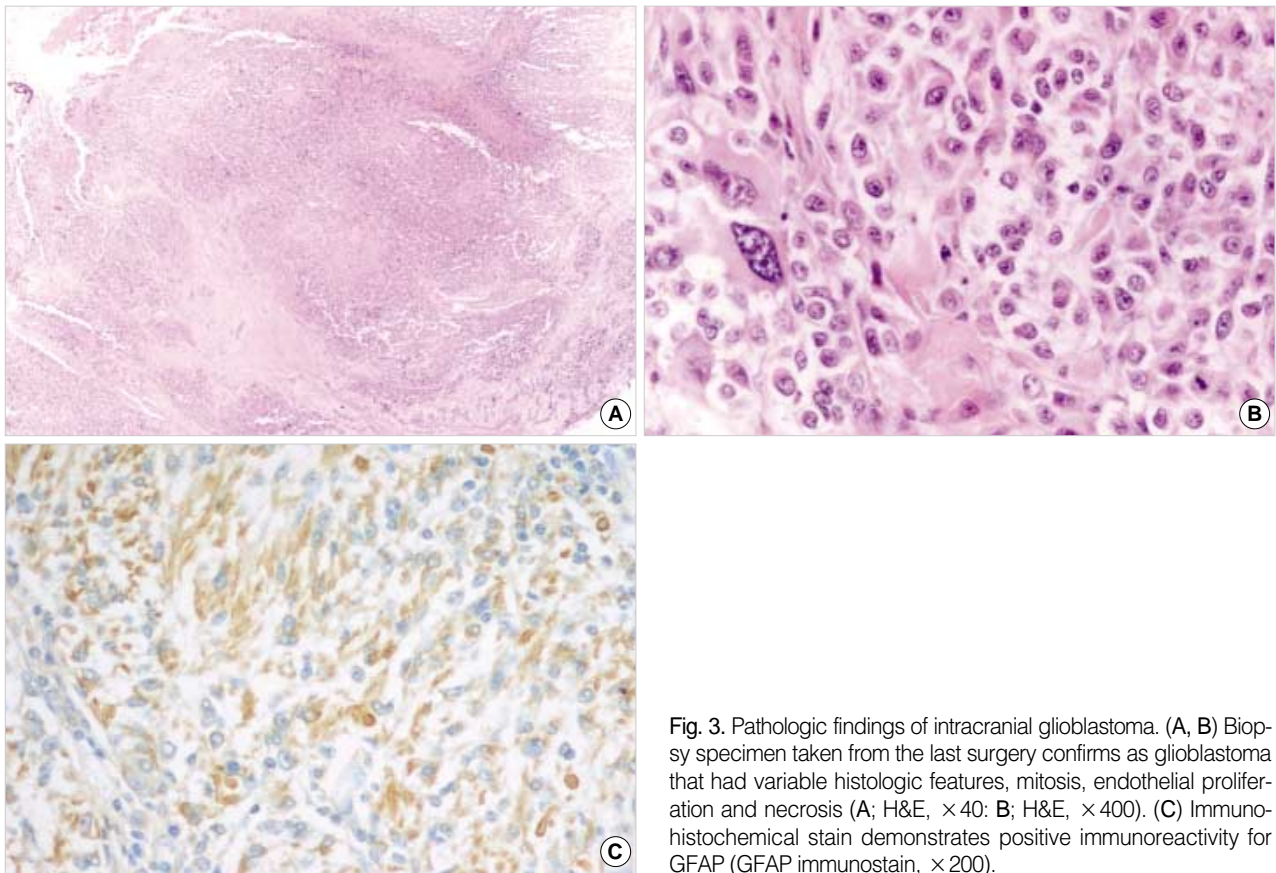 A
B
C
Fig. 3. Pathologic findings of intracranial glioblastoma. (A, B) Biop-
sy specimen taken from the last surgery confirms as glioblastoma
that had variable histologic features, mitosis, endothelial prolifer-
ation and necrosis (A; H&E, ×40: B; H&E, ×400). (C) Immuno-
histochemical stain demonstrates positive immunoreactivity for
GFAP (GFAP immunostain, ×200).